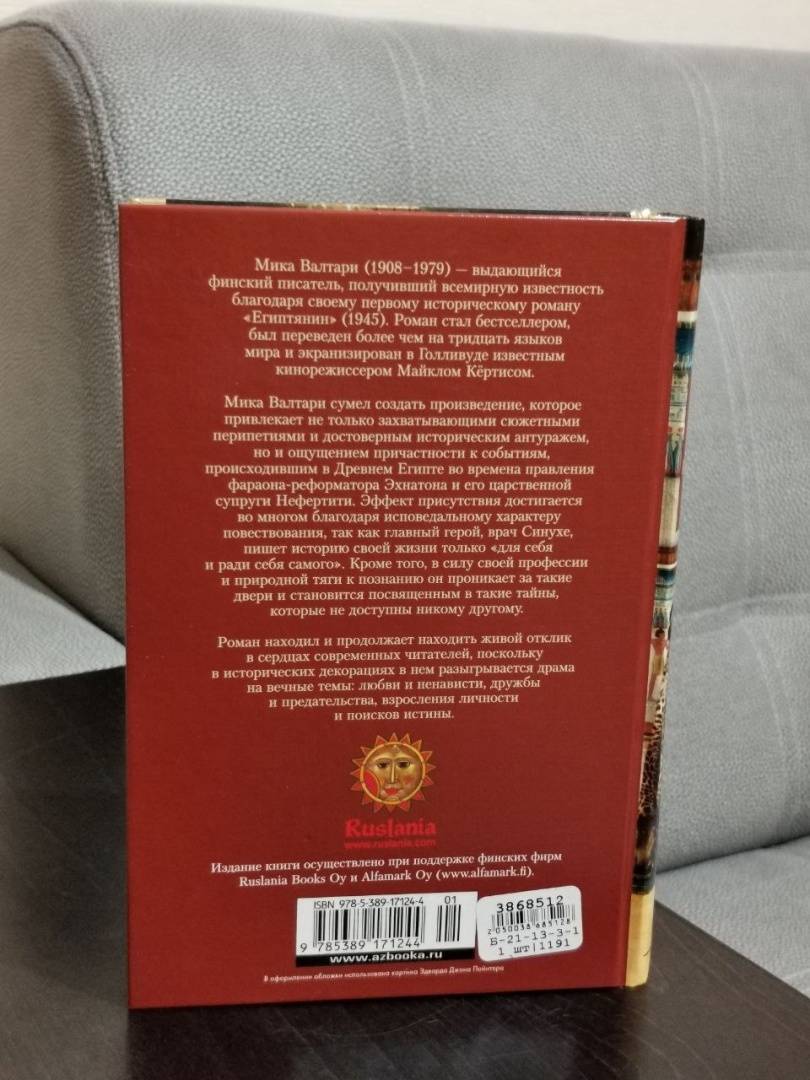 Мика Валтари (1908–1979) — выдающийся
финский писатель, получивший всемирную известность
благодаря своему первому историческому роману
«Египтянин» (1945). Роман стал бестселлером,
был переведен более чем на тридцать языков
мира и экранизирован в Голливуде известным
кинорежиссером Майклом Кёртисом.
Мика Валтари сумел создать произведение, которое
привлекает не только захватывающими сюжетными
перипетиями и достоверным историческим антуражем,
но и ощущением причастности к событиям,
происходившим в Древнем Египте во времена правления
фараона-реформатора Эхнатона и его царственной
супруги Нефертити. Эффект присутствия достигается
во многом благодаря исповедальному характеру
повествования, так как главный герой, врач Синухе,
пишет историю своей жизни только «для себя
и ради себя самого». Кроме того, в силу своей профессии
и природной тяги к познанию он проникает за такие
двери и становится посвященным в такие тайны,
которые не доступны никому другому.
Роман находил и продолжает находить живой отклик
в сердцах современных читателей, поскольку
в исторических декорациях в нем разыгрывается драма
на вечные темы: любви и ненависти, дружбы
и предательства, взросления личности
и поисков истины.
Ruslania
www.ruslania.com
Издание книги осуществлено при поддержке финских фирм
Ruslania Books Oy и Alfamark Oy (www.alfamark.fi).
ISBN 978-5-389-17124-4
01
9 785389 171244
www.azbooka.ru
3868512
2 050038 685128
Б-21-13-3-1
1 шт|1191
В оформлении обложки использована картина Эдварда Джона Пойнтера